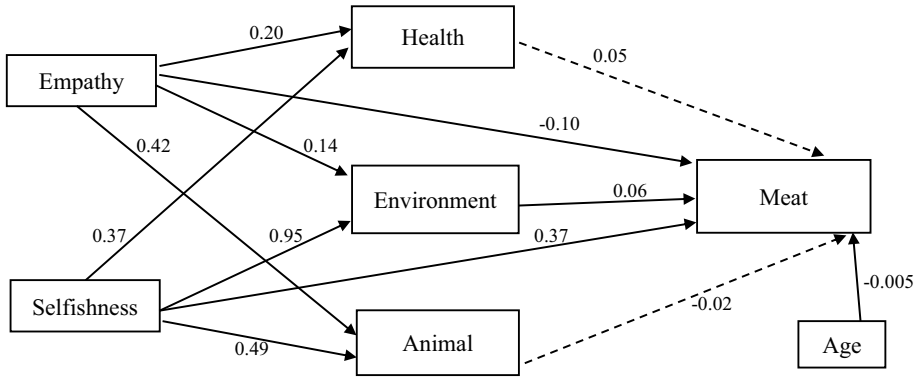 Health
0.20
0.05
Empathy
-0.10
0.42
0.14
Meat
Environment
0.06
0.37
0.95
0.37
Selfishness
-0.005
-0.02
Animal
0.49
Age